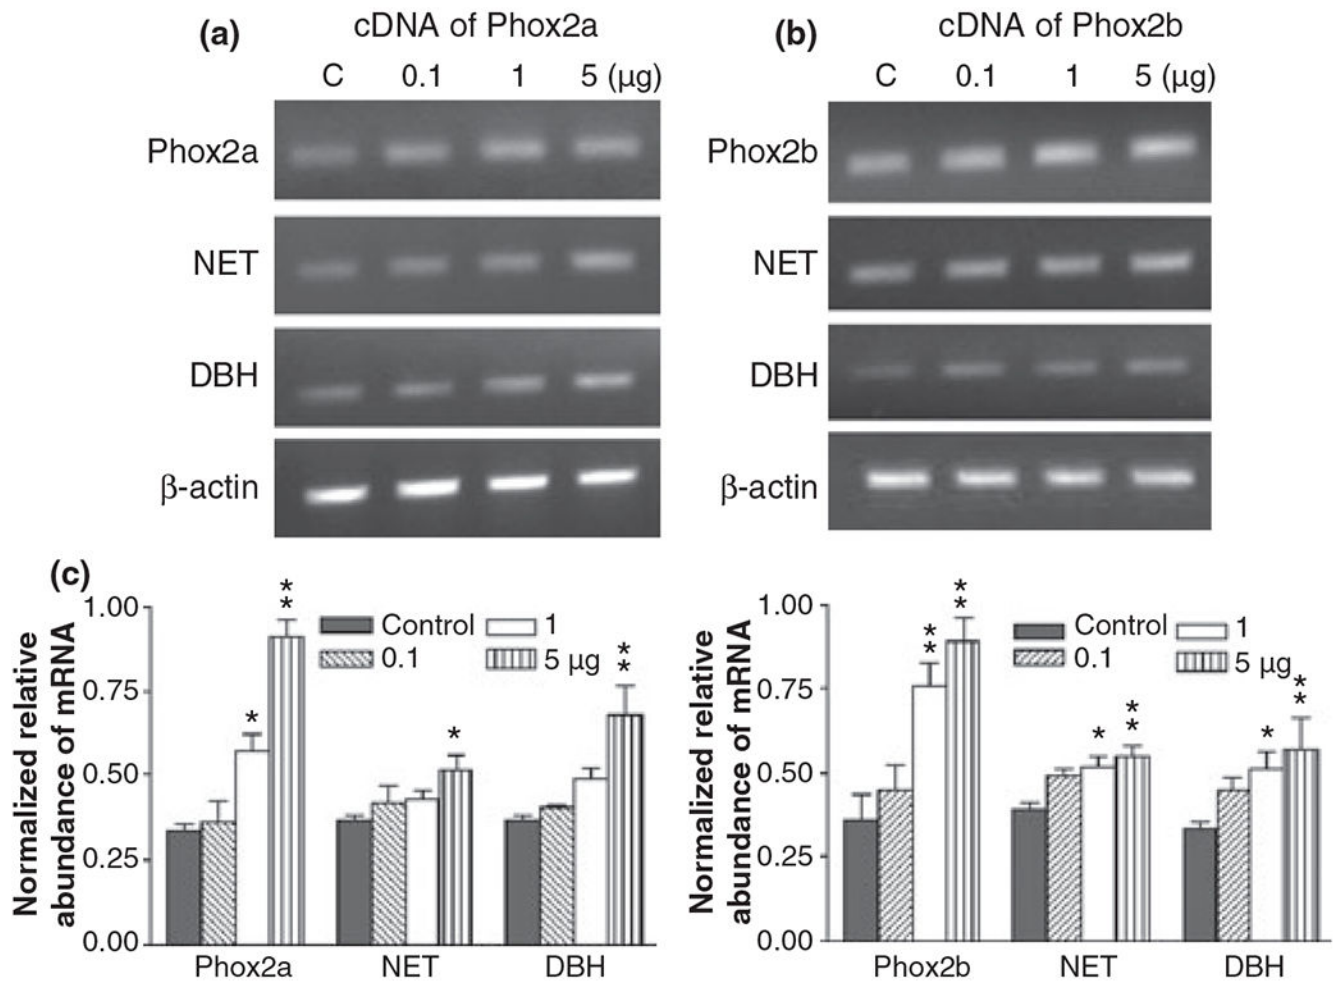 (a) cDNA of Phox2a
C 0.1 1 5 (μg)
Phox2a
NET
DBH
β-actin
(b) cDNA of Phox2b
C 0.1 1 5 (μg)
Phox2b
NET
DBH
β-actin
(c)
Normalized relative
abundance of mRNA
1.00
0.75
0.50
0.25
0.00
Control 1
0.1 5 μg
*
**
*
**
Phox2a NET DBH
Normalized relative
abundance of mRNA
1.00
0.75
0.50
0.25
0.00
Control 1
0.1 5 μg
**
**
*
**
*
**
Phox2b NET DBH